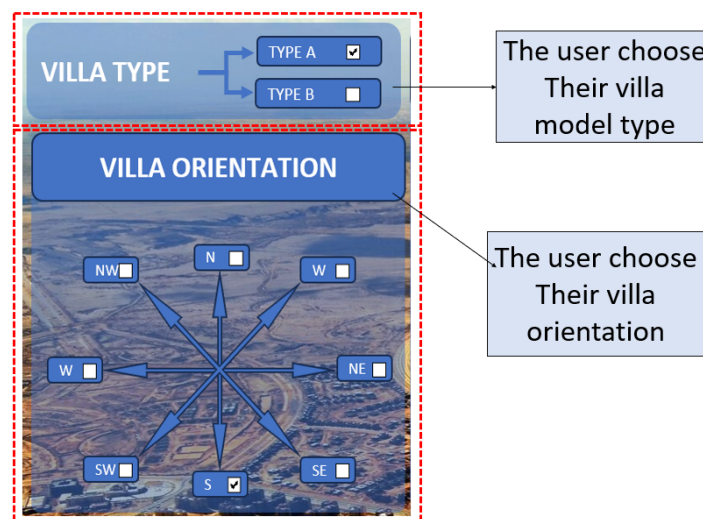 VILLA TYPE
TYPE A
TYPE B
The user choose
Their villa
model type
VILLA ORIENTATION
N
NW
W
W
NE
SW
SE
S
The user choose
Their villa
orientation